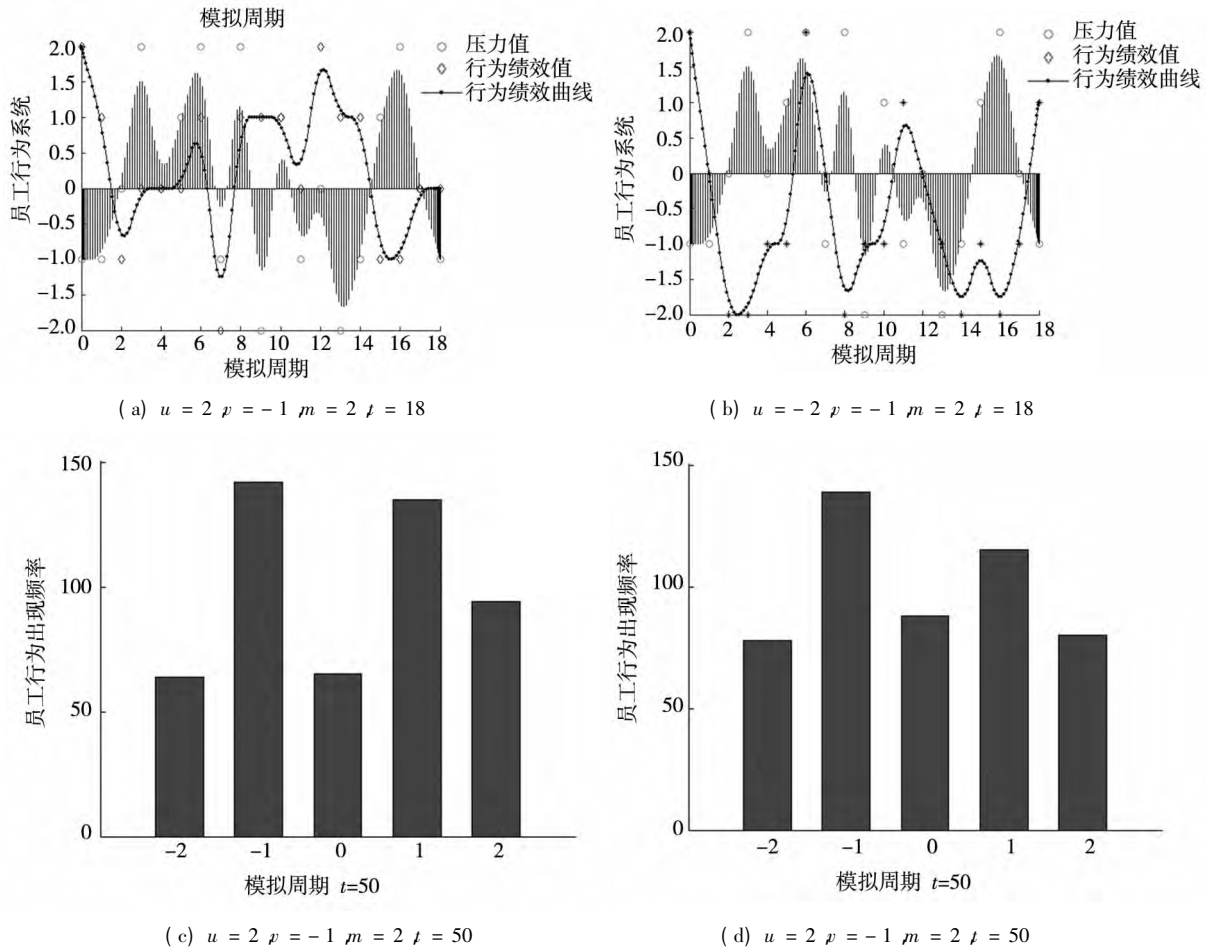 模拟周期
2.0
1.5
1.0
0.5
0
-0.5
-1.0
-1.5
-2.0
员工行为系统
0 2 4 6 8 10 12 14 16 18
模拟周期
压力值
行为绩效值
行为绩效曲线
(a) u = 2 ,v = -1 ,m = 2 ,t = 18
2.0
1.5
1.0
0.5
0
-0.5
-1.0
-1.5
-2.0
员工行为系统
0 2 4 6 8 10 12 14 16 18
模拟周期
压力值
行为绩效值
行为绩效曲线
(b) u = -2 ,v = -1 ,m = 2 ,t = 18
150
100
50
0
员工行为出现频率
-2 -1 0 1 2
模拟周期 t=50
(c) u = 2 ,v = -1 ,m = 2 ,t = 50
150
100
50
0
员工行为出现频率
-2 -1 0 1 2
模拟周期 t=50
(d) u = 2 ,v = -1 ,m = 2 ,t = 50